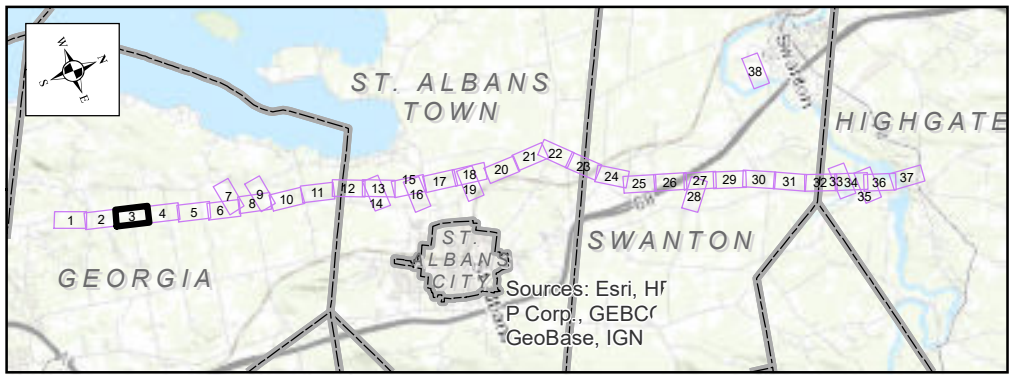 W
N
S
E
ST. ALBANS
TOWN
Swanton
38
HIGHGATE
21
22
23
20
24
25
26
27
28
29
30
31
32
33
34
35
36
37
18
19
17
15
16
13
14
12
11
10
9
8
7
6
5
4
3
2
1
GEORGIA
ST.
ALBANS
CITY
SWANTON
Sources: Esri, HE
P Corp., GEBCO
GeoBase, IGN